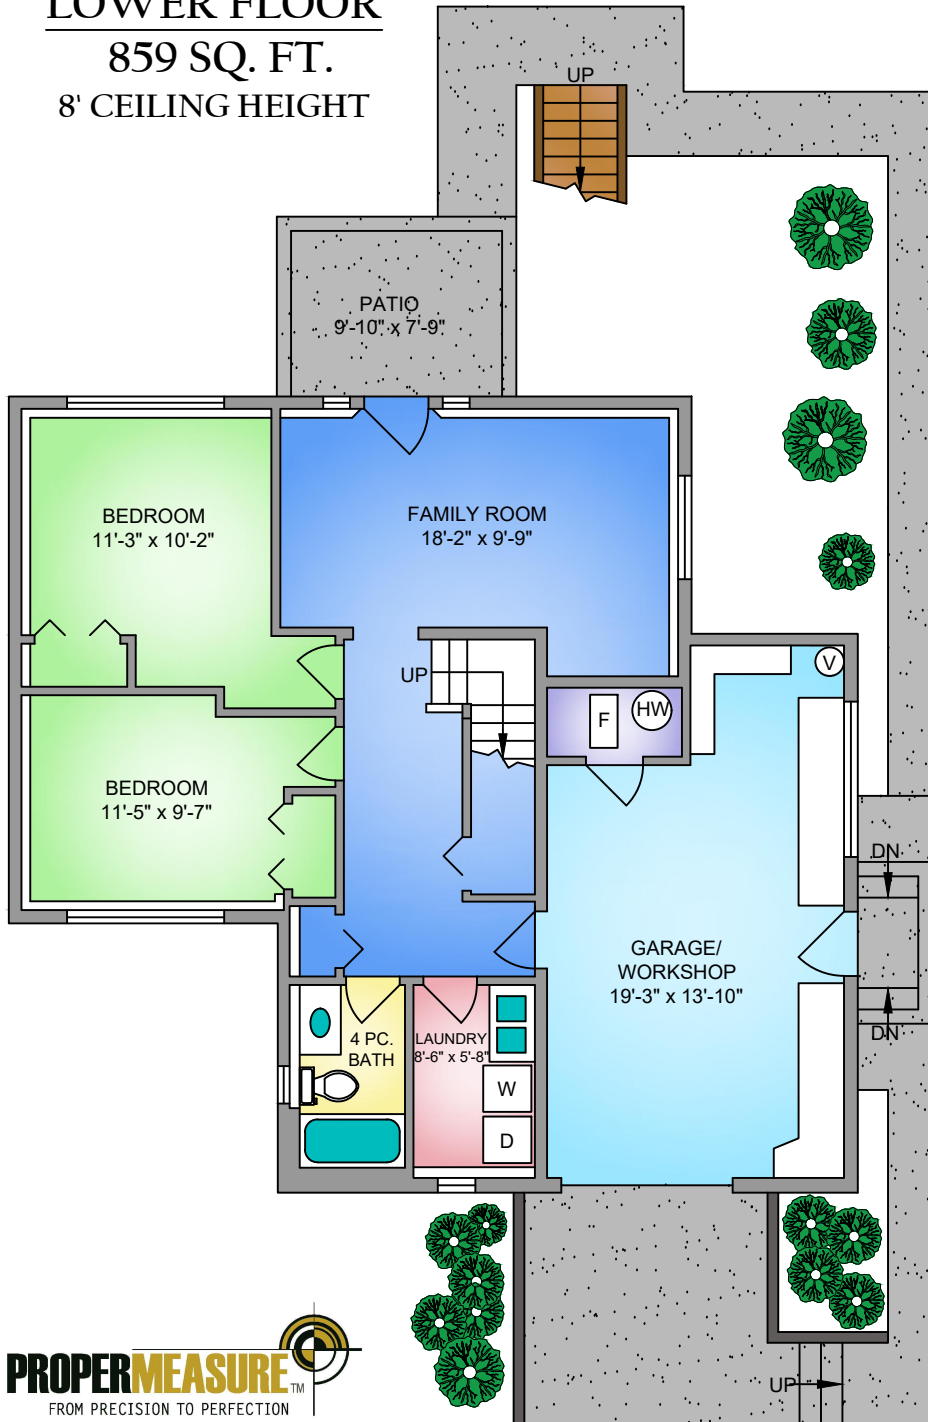 LOWER FLOOR
859 SQ. FT.
8' CEILING HEIGHT
UP
PATIO
9'-10" x 7'-9"
BEDROOM
11'-3" x 10'-2"
FAMILY ROOM
18'-2" x 9'-9"
UP
V
F
HW
BEDROOM
11'-5" x 9'-7"
DN
GARAGE/
WORKSHOP
19'-3" x 13'-10"
4 PC.
BATH
LAUNDRY
8'-6" x 5'-8"
DN
W
D
UP
PROPERMEASURE™
FROM PRECISION TO PERFECTION